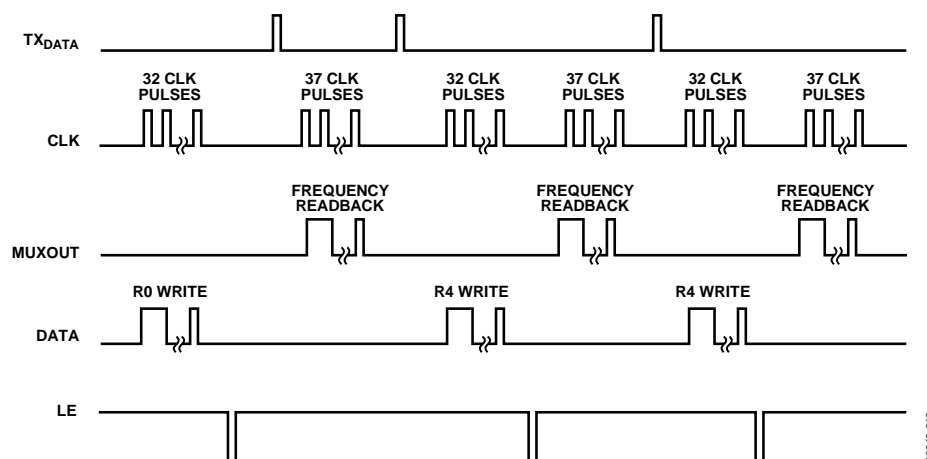 TXDATA
32 CLK
PULSES
37 CLK
PULSES
32 CLK
PULSES
37 CLK
PULSES
32 CLK
PULSES
37 CLK
PULSES
CLK
FREQUENCY
READBACK
FREQUENCY
READBACK
FREQUENCY
READBACK
MUXOUT
R0 WRITE
R4 WRITE
R4 WRITE
DATA
LE